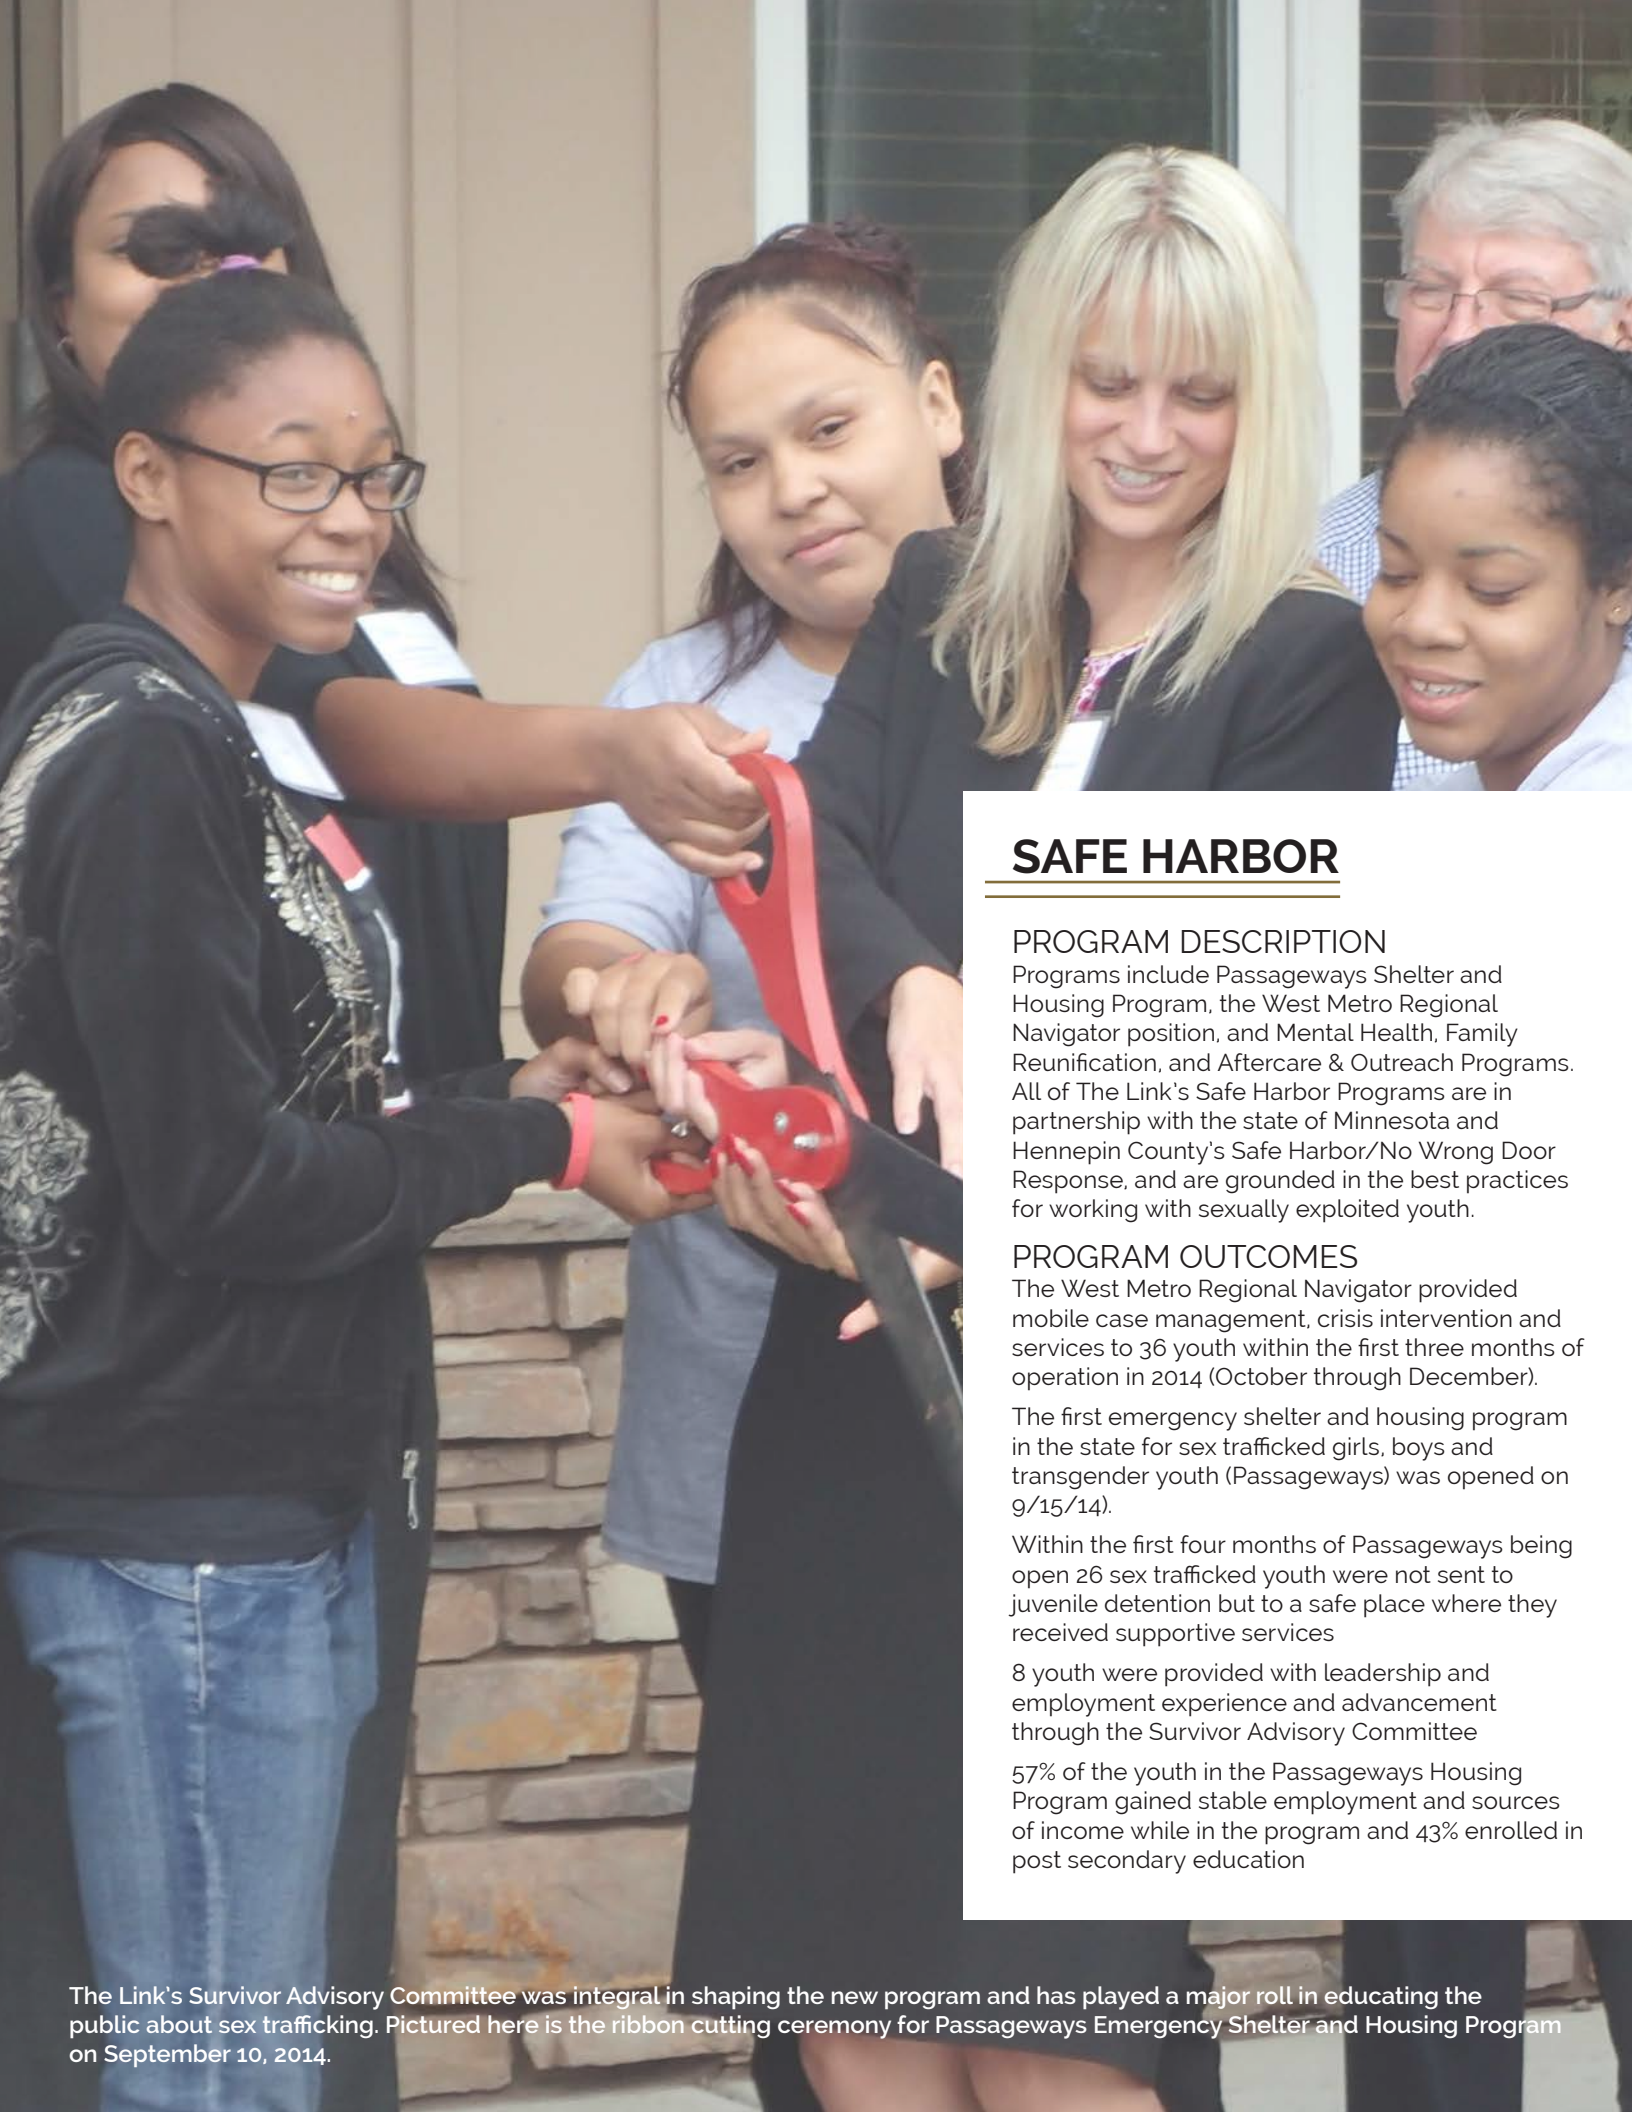 SAFE HARBOR
PROGRAM DESCRIPTION
Programs include Passageways Shelter and
Housing Program, the West Metro Regional
Navigator position, and Mental Health, Family
Reunification, and Aftercare & Outreach Programs.
All of The Link's Safe Harbor Programs are in
partnership with the state of Minnesota and
Hennepin County's Safe Harbor/No Wrong Door
Response, and are grounded in the best practices
for working with sexually exploited youth.
PROGRAM OUTCOMES
The West Metro Regional Navigator provided
mobile case management, crisis intervention and
services to 36 youth within the first three months of
operation in 2014 (October through December).
The first emergency shelter and housing program
in the state for sex trafficked girls, boys and
transgender youth (Passageways) was opened on
9/15/14).
Within the first four months of Passageways being
open 26 sex trafficked youth were not sent to
juvenile detention but to a safe place where they
received supportive services
8 youth were provided with leadership and
employment experience and advancement
through the Survivor Advisory Committee
57% of the youth in the Passageways Housing
Program gained stable employment and sources
of income while in the program and 43% enrolled in
post secondary education
The Link's Survivor Advisory Committee was integral in shaping the new program and has played a major roll in educating the
public about sex trafficking. Pictured here is the ribbon cutting ceremony for Passageways Emergency Shelter and Housing Program
on September 10, 2014.